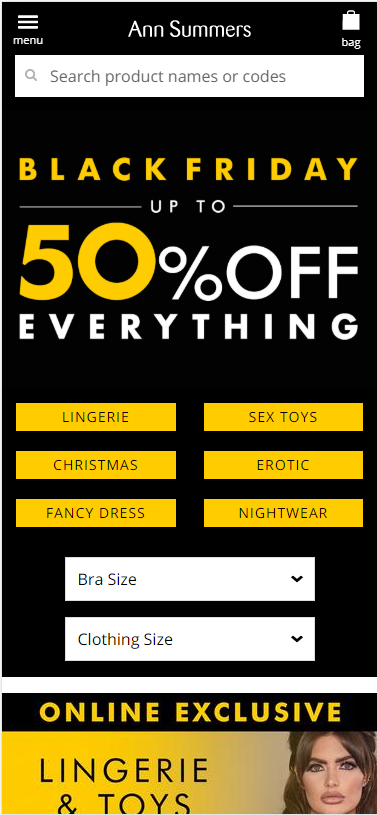 Ann Summers
menu
bag
Search product names or codes
BLACK FRIDAY
UP TO
50%OFF
EVERYTHING
LINGERIE
SEX TOYS
CHRISTMAS
EROTIC
FANCY DRESS
NIGHTWEAR
Bra Size
Clothing Size
ONLINE EXCLUSIVE
LINGERIE
& TOYS